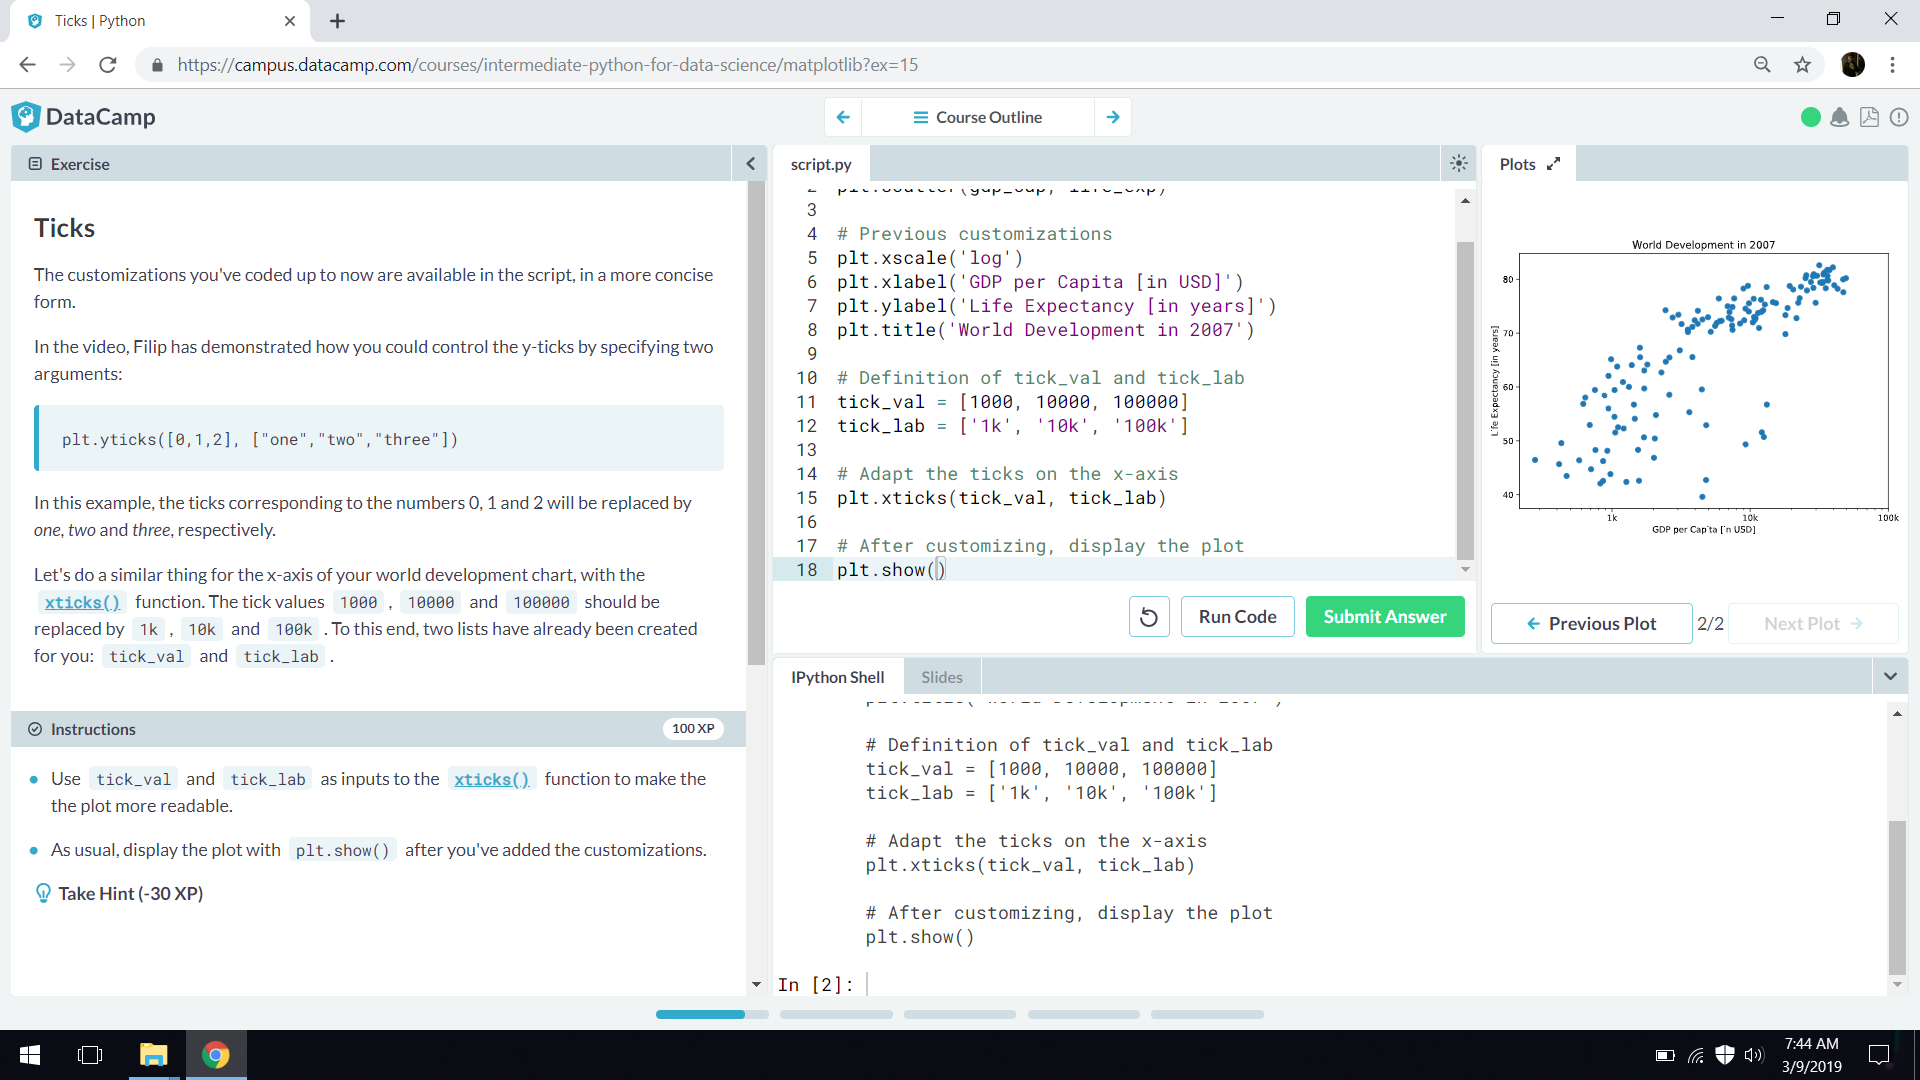 Ticks | Python
https://campus.datacamp.com/courses/intermediate-python-for-data-science/matplotlib?ex=15
DataCamp
Course Outline
Exercise
Ticks
The customizations you've coded up to now are available in the script, in a more concise
form.
In the video, Filip has demonstrated how you could control the y-ticks by specifying two
arguments:
plt.yticks([0,1,2], ["one","two","three"])
In this example, the ticks corresponding to the numbers 0, 1 and 2 will be replaced by
one, two and three, respectively.
Let's do a similar thing for the x-axis of your world development chart, with the
xticks() function. The tick values 1000 , 10000 and 100000 should be
replaced by 1k , 10k and 100k . To this end, two lists have already been created
for you: tick_val and tick_lab .
Instructions
100 XP
Use tick_val and tick_lab as inputs to the xticks() function to make the
the plot more readable.
As usual, display the plot with plt.show() after you've added the customizations.
Take Hint (-30 XP)
script.py
2 plt.scatter(gdp_cap, life_exp)
3
4 # Previous customizations
5 plt.xscale('log')
6 plt.xlabel('GDP per Capita [in USD]')
7 plt.ylabel('Life Expectancy [in years]')
8 plt.title('World Development in 2007')
9
10 # Definition of tick_val and tick_lab
11 tick_val = [1000, 10000, 100000]
12 tick_lab = ['1k', '10k', '100k']
13
14 # Adapt the ticks on the x-axis
15 plt.xticks(tick_val, tick_lab)
16
17 # After customizing, display the plot
18 plt.show()
Run Code
Submit Answer
Plots
World Development in 2007
Life Expectancy [in years]
80
70
60
50
40
1k 10k 100k
GDP per Capita [in USD]
Previous Plot
2/2
Next Plot
IPython Shell
Slides
plt.title('World Development in 2007')
# Definition of tick_val and tick_lab
tick_val = [1000, 10000, 100000]
tick_lab = ['1k', '10k', '100k']
# Adapt the ticks on the x-axis
plt.xticks(tick_val, tick_lab)
# After customizing, display the plot
plt.show()
In [2]:
7:44 AM
3/9/2019